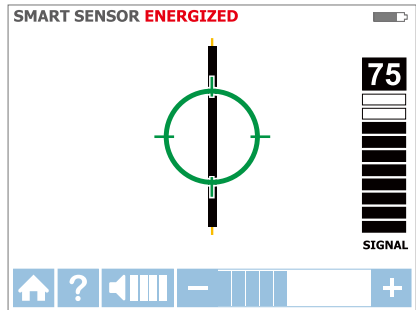 SMART SENSOR ENERGIZED
75
SIGNAL
?
− +